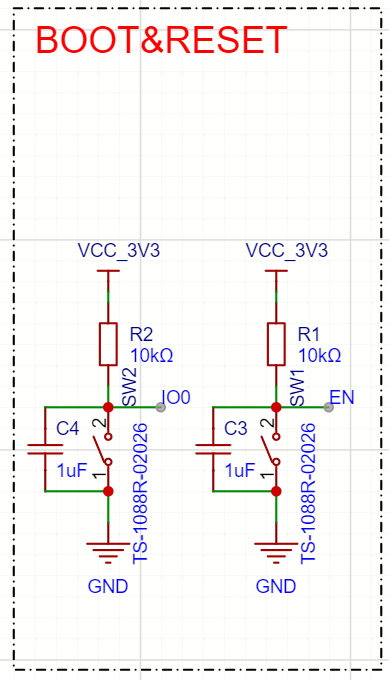 BOOT&RESET
VCC_3V3
VCC_3V3
R2
10kΩ
R1
10kΩ
SW2
IO0
SW1
EN
C4
1uF
2
1
TS-1088R-02026
C3
1uF
2
1
TS-1088R-02026
GND
GND